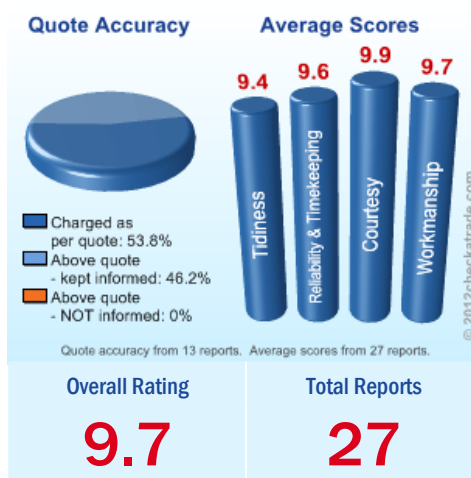 Quote Accuracy
Average Scores
9.4
9.6
9.9
9.7
Tidiness
Reliability & Timekeeping
Courtesy
Workmanship
Charged as
per quote: 53.8%
Above quote
- kept informed: 46.2%
Above quote
- NOT informed: 0%
© 2012checkatrade.com
Quote accuracy from 13 reports. Average scores from 27 reports.
Overall Rating
Total Reports
9.7
27